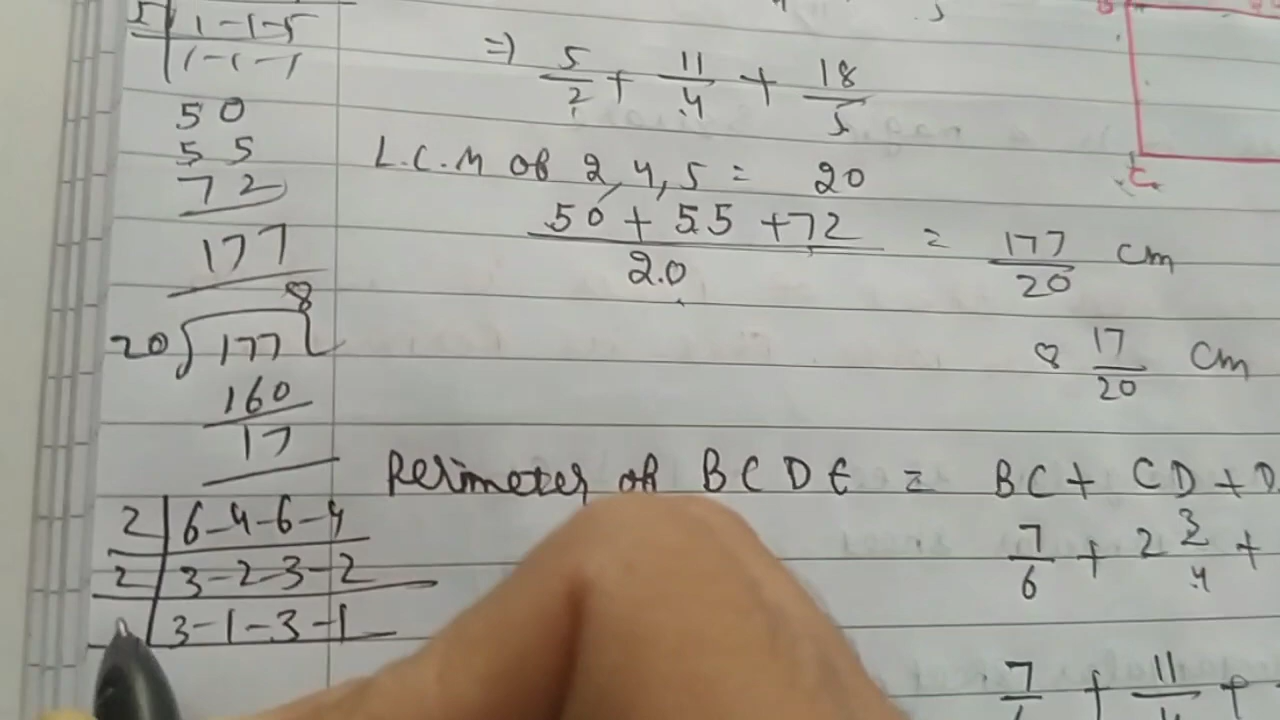 5 | 1-1-5
1-1-1
50
55
72
177
8
20 ) 177
160
17
2 | 6-4-6-4
2 | 3-2-3-2
3-1-3-1
=> 5/2 + 11/4 + 18/5
L.C.M of 2,4,5 = 20
50 + 55 + 72 / 20 = 177/20 cm
8 17/20 cm
Perimeter of BCDE = BC + CD + D
7/6 + 2 3/4 +
7/ + 11/ +
C